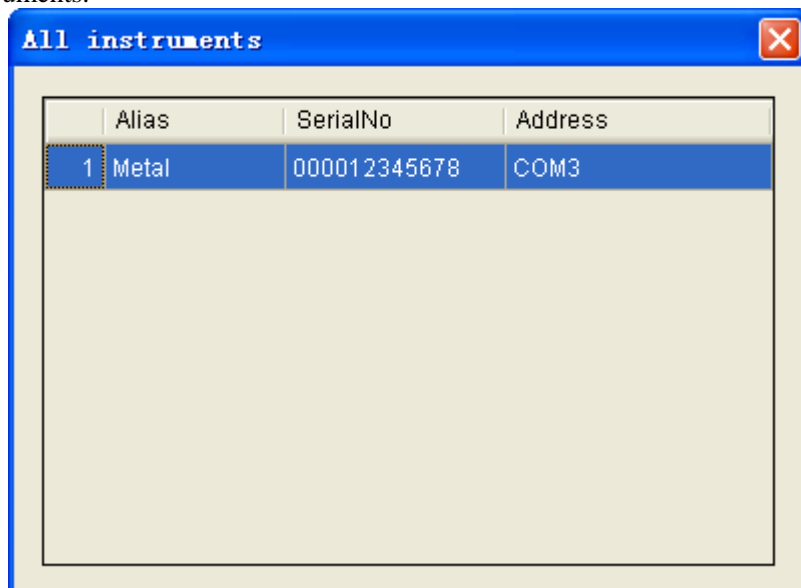 All instruments
Alias SerialNo Address
1 Metal 000012345678 COM3